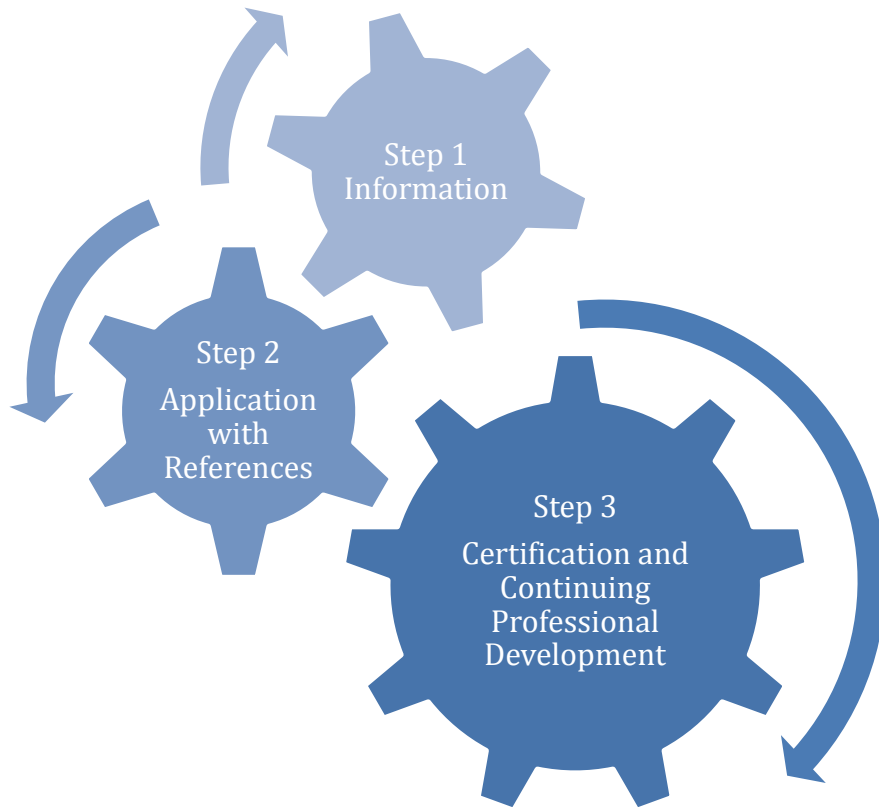 Step 1
Information
Step 2
Application
with
References
Step 3
Certification and
Continuing
Professional
Development